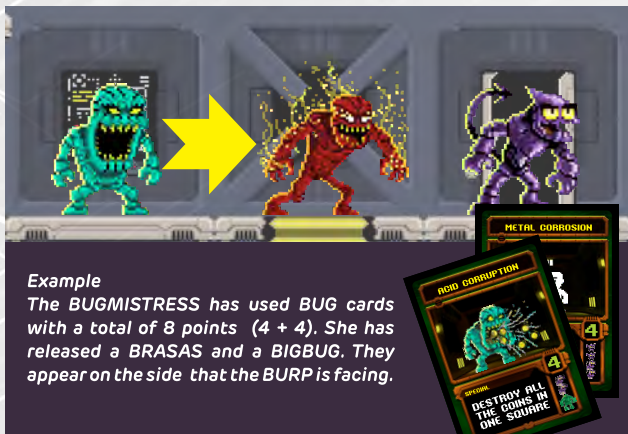 METAL CORROSION
4
ACID CORRUPTION
4
SPECIAL
DESTROY ALL
THE COINS IN
ONE SQUARE
Example
The BUGMISTRESS has used BUG cards
with a total of 8 points (4 + 4). She has
released a BRASAS and a BIGBUG. They
appear on the side that the BURP is facing.